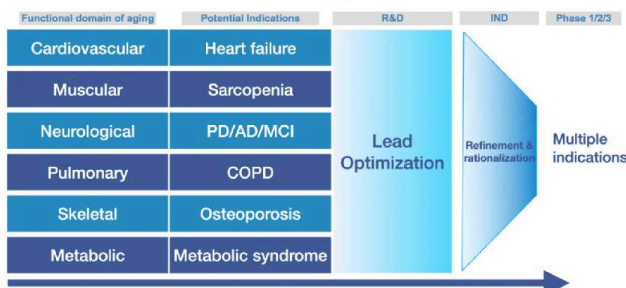 Functional domain of aging
Potential Indications
R&D
IND
Phase 1/2/3
Cardiovascular
Heart failure
Muscular
Sarcopenia
Neurological
PD/AD/MCI
Pulmonary
COPD
Skeletal
Osteoporosis
Metabolic
Metabolic syndrome
Lead
Optimization
Refinement &
rationalization
Multiple
indications